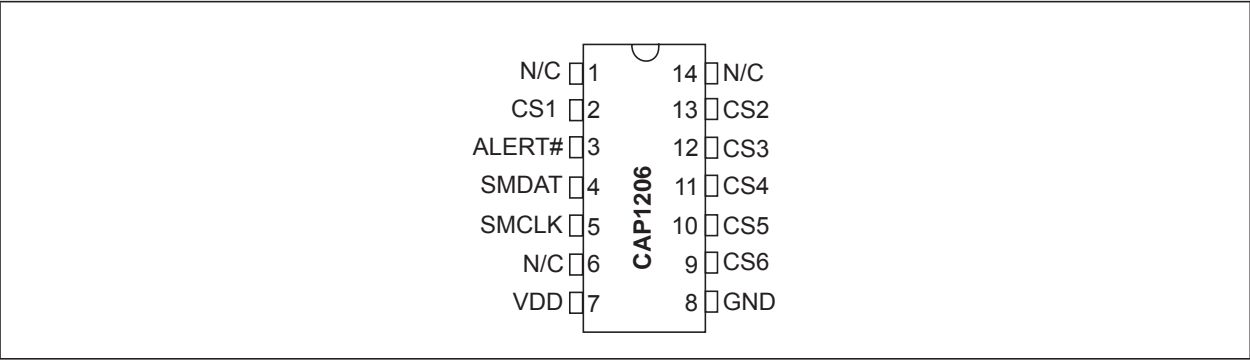 N/C 1 14 N/C
CS1 2 13 CS2
ALERT# 3 12 CS3
SMDAT 4 11 CS4
SMCLK 5 10 CS5
N/C 6 9 CS6
VDD 7 8 GND
CAP1206